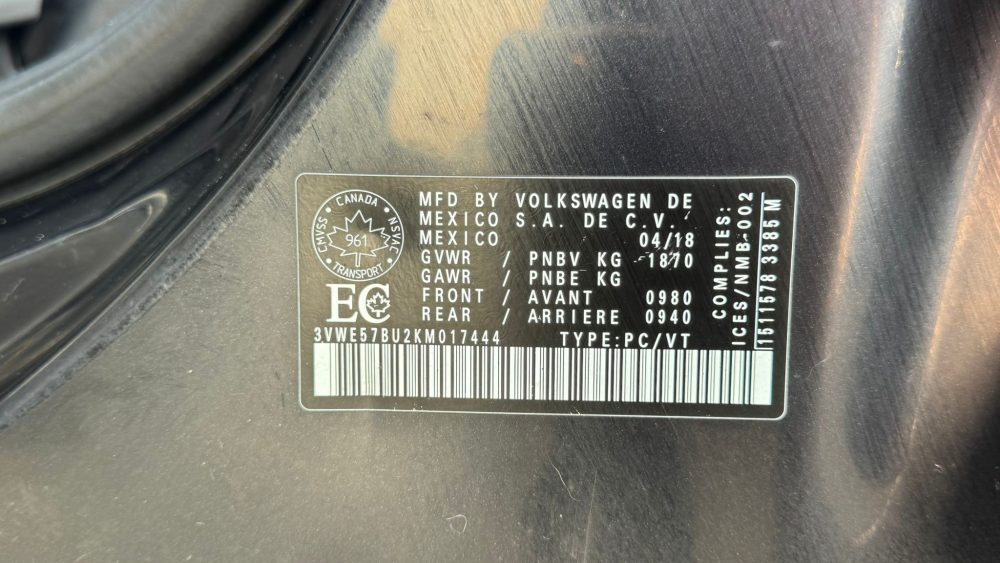 CANADA
CMVSS
NSVAC
961
TRANSPORT
EC
MFD BY VOLKSWAGEN DE
MEXICO S.A. DE C.V.
MEXICO 04/18
GVWR / PNBV KG 1870
GAWR / PNBE KG
FRONT / AVANT 0980
REAR / ARRIERE 0940
3VWE57BU2KM017444 TYPE:PC/VT
COMPLIES:
ICES/NMB-002
1511578 3385 M